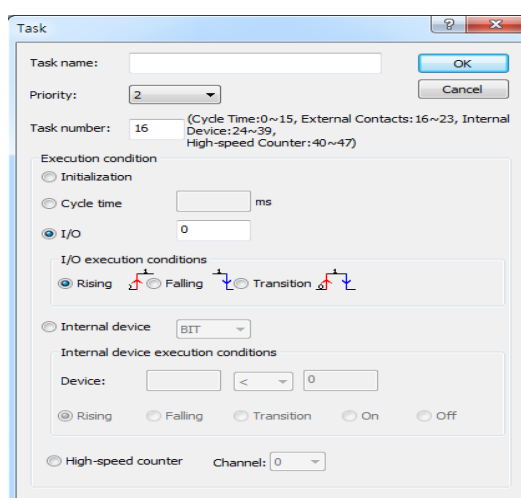 Task
Task name: OK
Priority: 2 Cancel
Task number: 16 (Cycle Time:0~15, External Contacts:16~23, Internal
Device:24~39,
High-speed Counter:40~47)
Execution condition
Initialization
Cycle time ms
I/O 0
I/O execution conditions
Rising Falling Transition
Internal device BIT
Internal device execution conditions
Device: < 0
Rising Falling Transition On Off
High-speed counter Channel: 0